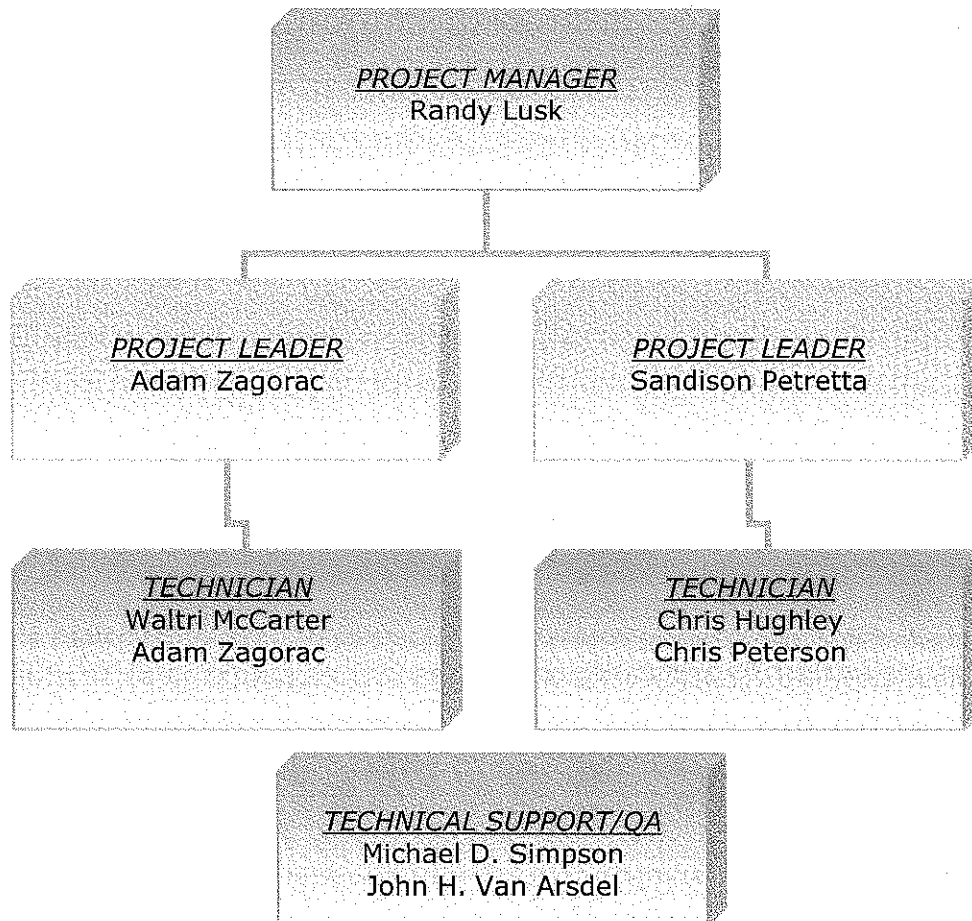 PROJECT MANAGER
Randy Lusk
PROJECT LEADER
Adam Zagorac
PROJECT LEADER
Sandison Petretta
TECHNICIAN
Waltri McCarter
Adam Zagorac
TECHNICIAN
Chris Hughley
Chris Peterson
TECHNICAL SUPPORT/QA
Michael D. Simpson
John H. Van Arsdel